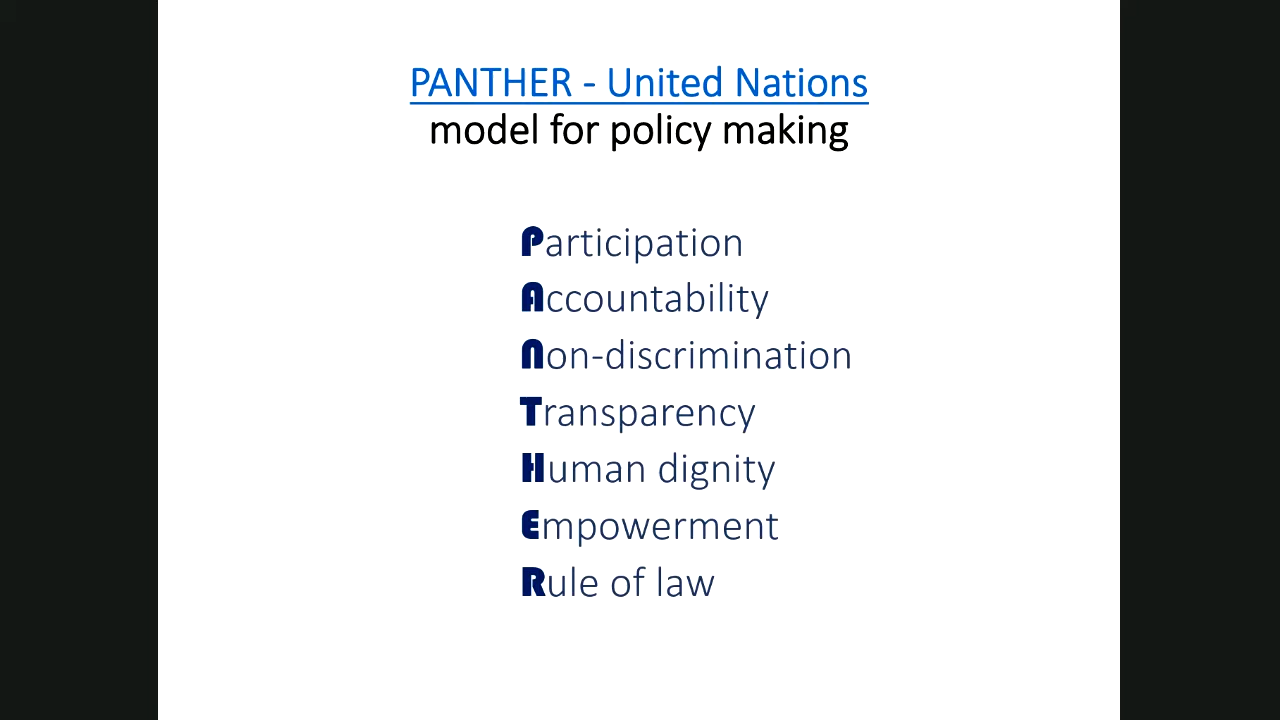 PANTHER - United Nations
model for policy making
Participation
Accountability
Non-discrimination
Transparency
Human dignity
Empowerment
Rule of law